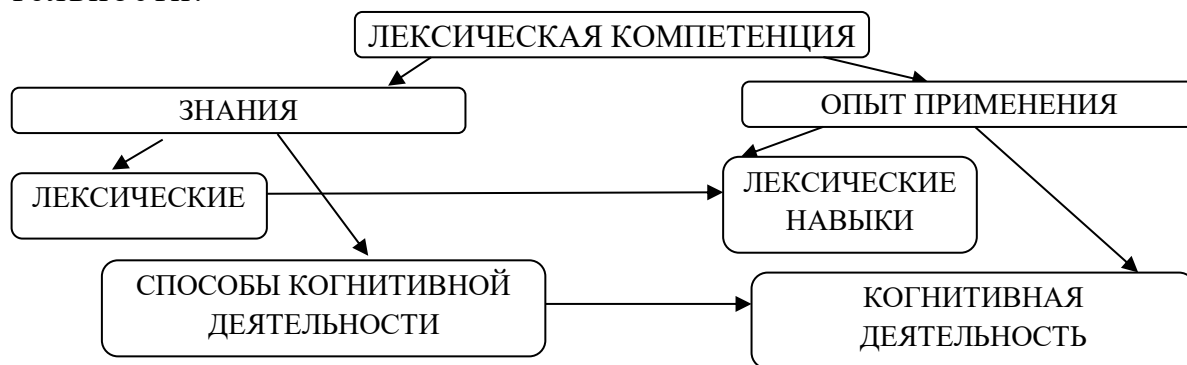 ЛЕКСИЧЕСКАЯ КОМПЕТЕНЦИЯ
ЗНАНИЯ
ОПЫТ ПРИМЕНЕНИЯ
ЛЕКСИЧЕСКИЕ
ЛЕКСИЧЕСКИЕ
НАВЫКИ
СПОСОБЫ КОГНИТИВНОЙ
ДЕЯТЕЛЬНОСТИ
КОГНИТИВНАЯ
ДЕЯТЕЛЬНОСТЬ